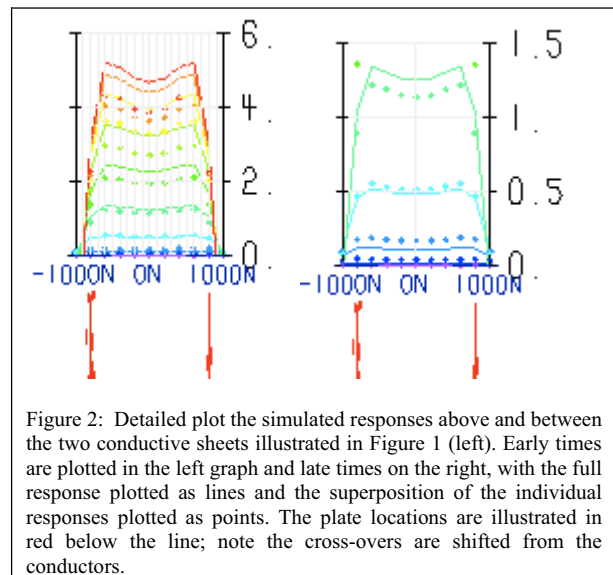 6.
4.
2.
0.
-1000N 0N 1000N
1.5
1.
0.5
0.
-1000N 0N 1000N
Figure 2: Detailed plot the simulated responses above and between
the two conductive sheets illustrated in Figure 1 (left). Early times
are plotted in the left graph and late times on the right, with the full
response plotted as lines and the superposition of the individual
responses plotted as points. The plate locations are illustrated in
red below the line; note the cross-overs are shifted from the
conductors.